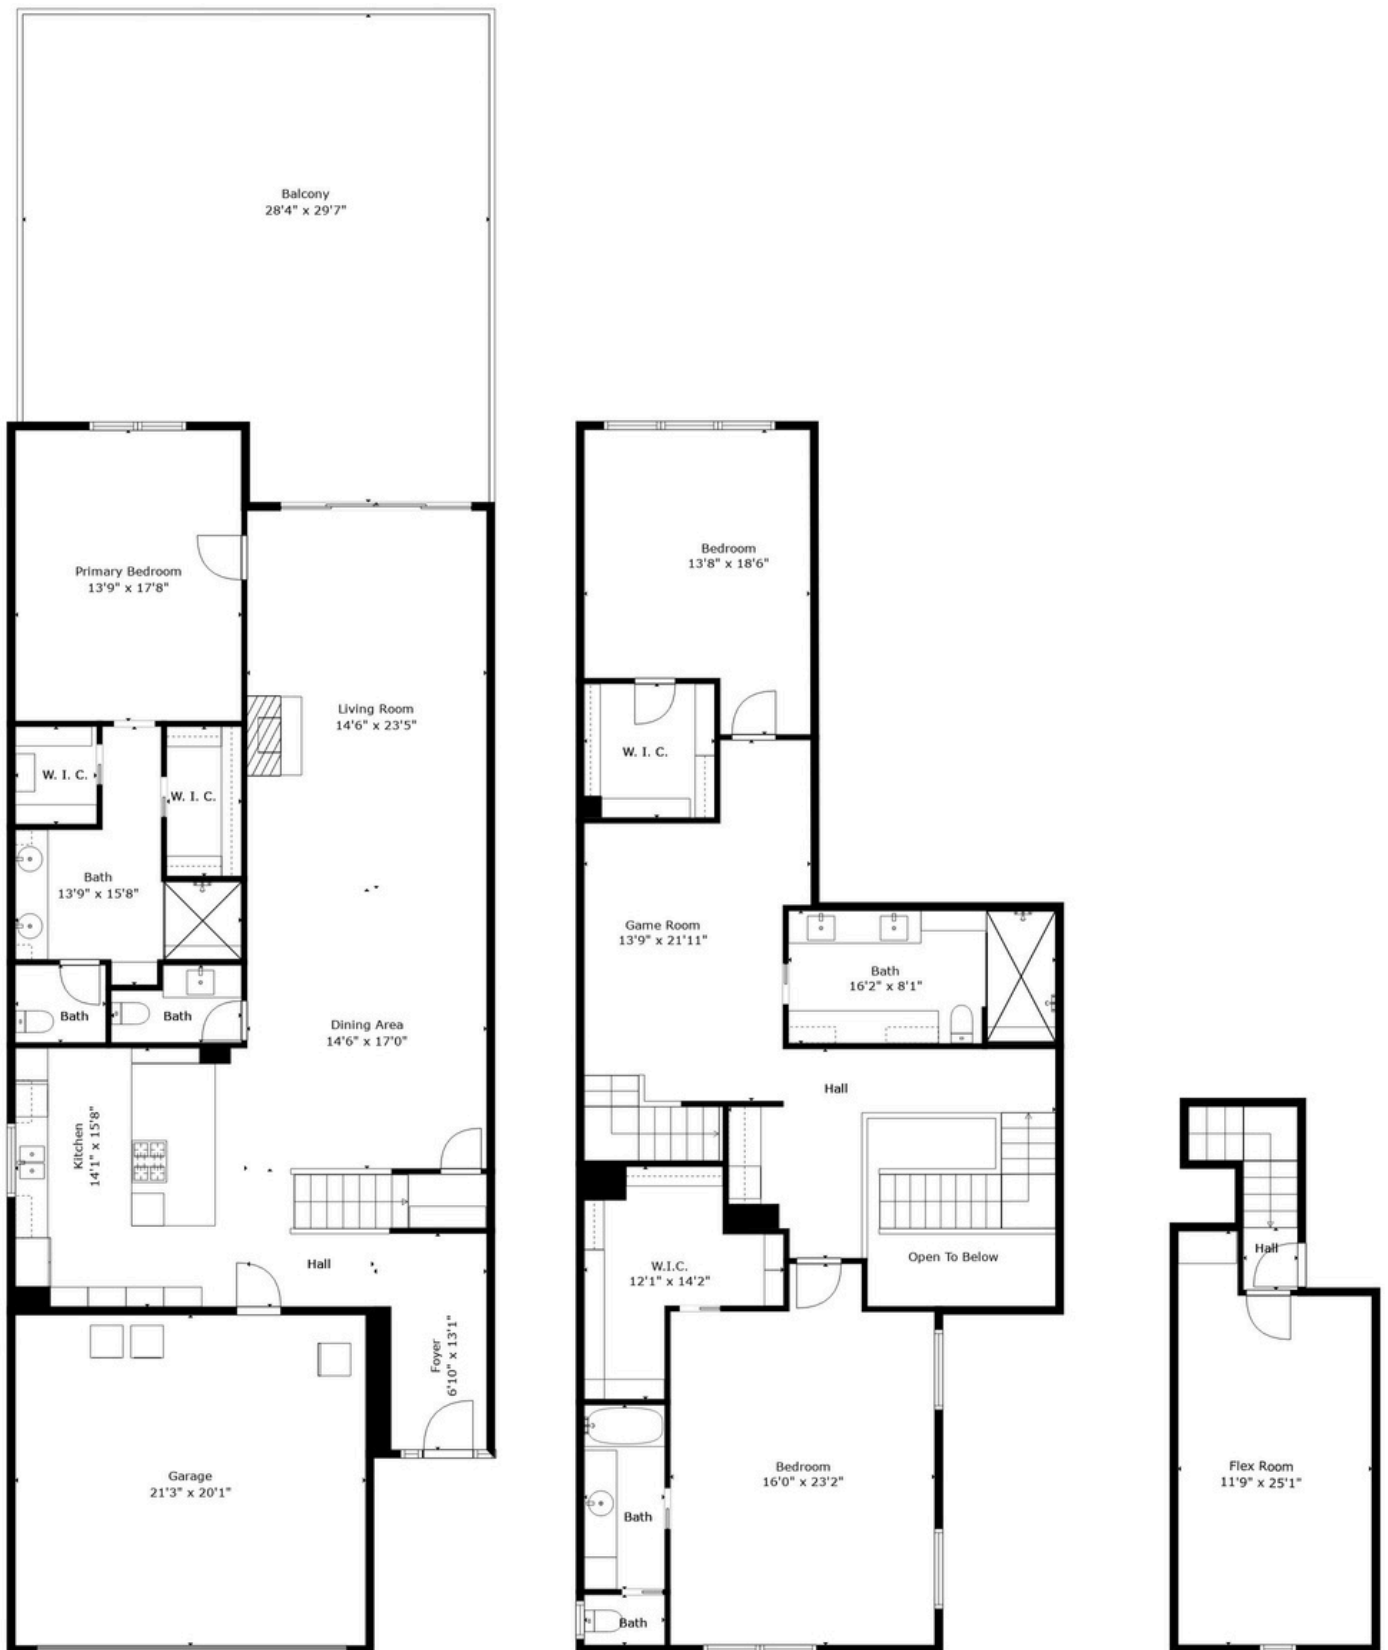 Balcony
28'4" x 29'7"
Primary Bedroom
13'9" x 17'8"
Living Room
14'6" x 23'5"
W. I. C.
W. I. C.
Bath
13'9" x 15'8"
Bath
Bath
Dining Area
14'6" x 17'0"
Kitchen
14'1" x 15'8"
Hall
Foyer
6'10" x 13'1"
Garage
21'3" x 20'1"
Bedroom
13'8" x 18'6"
W. I. C.
Game Room
13'9" x 21'11"
Bath
16'2" x 8'1"
Hall
Open To Below
W.I.C.
12'1" x 14'2"
Bedroom
16'0" x 23'2"
Bath
Bath
Hall
Flex Room
11'9" x 25'1"